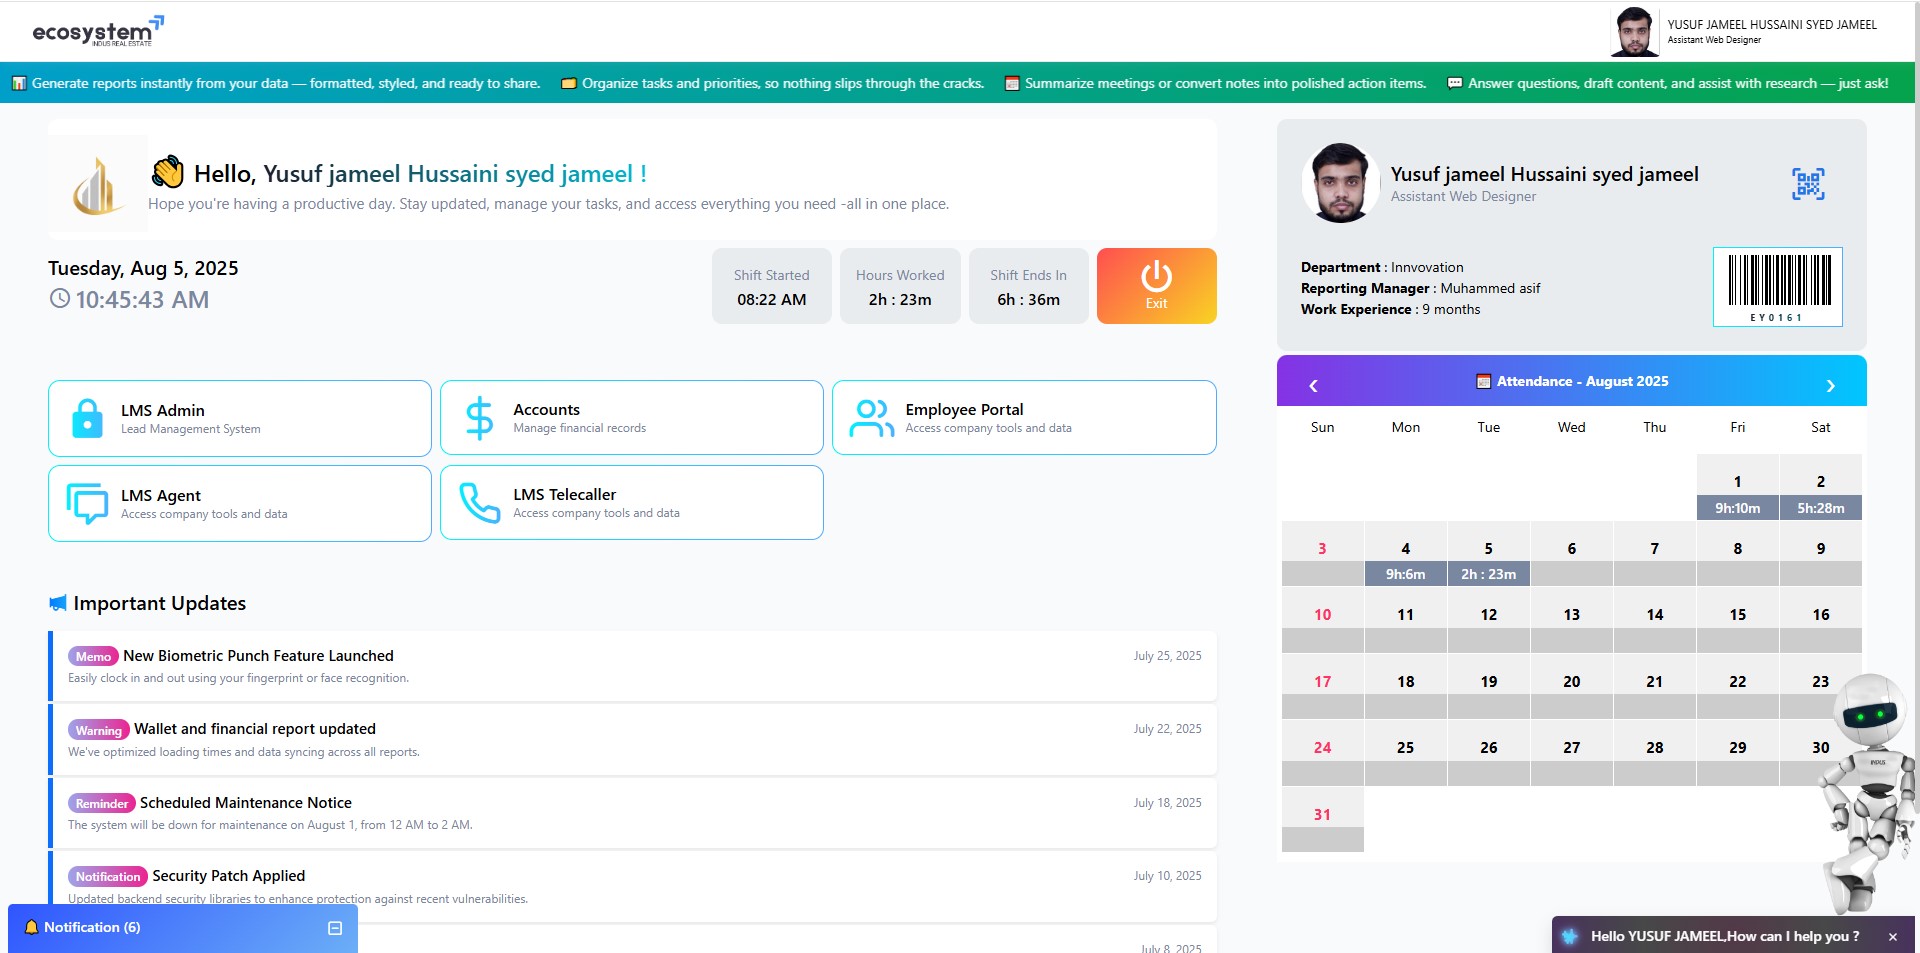 ecosystem
INDUS REAL ESTATE
YUSUF JAMEEL HUSSAINI SYED JAMEEL
Assistant Web Designer
Generate reports instantly from your data — formatted, styled, and ready to share.
Organize tasks and priorities, so nothing slips through the cracks.
Summarize meetings or convert notes into polished action items.
Answer questions, draft content, and assist with research — just ask!
Hello, Yusuf jameel Hussaini syed jameel !
Hope you're having a productive day. Stay updated, manage your tasks, and access everything you need -all in one place.
Tuesday, Aug 5, 2025
10:45:43 AM
Shift Started
08:22 AM
Hours Worked
2h : 23m
Shift Ends In
6h : 36m
Exit
LMS Admin
Lead Management System
Accounts
Manage financial records
Employee Portal
Access company tools and data
LMS Agent
Access company tools and data
LMS Telecaller
Access company tools and data
Important Updates
Memo New Biometric Punch Feature Launched
July 25, 2025
Easily clock in and out using your fingerprint or face recognition.
Warning Wallet and financial report updated
July 22, 2025
We've optimized loading times and data syncing across all reports.
Reminder Scheduled Maintenance Notice
July 18, 2025
The system will be down for maintenance on August 1, from 12 AM to 2 AM.
Notification Security Patch Applied
July 10, 2025
Updated backend security libraries to enhance protection against recent vulnerabilities.
July 8, 2025
Notification (6)
Yusuf jameel Hussaini syed jameel
Assistant Web Designer
Department : Innvovation
Reporting Manager : Muhammed asif
Work Experience : 9 months
EY0161
Attendance - August 2025
Sun Mon Tue Wed Thu Fri Sat
1 2
9h:10m 5h:28m
3 4 5 6 7 8 9
9h:6m 2h : 23m
10 11 12 13 14 15 16
17 18 19 20 21 22 23
24 25 26 27 28 29 30
31
INDUS
Hello YUSUF JAMEEL,How can I help you ?